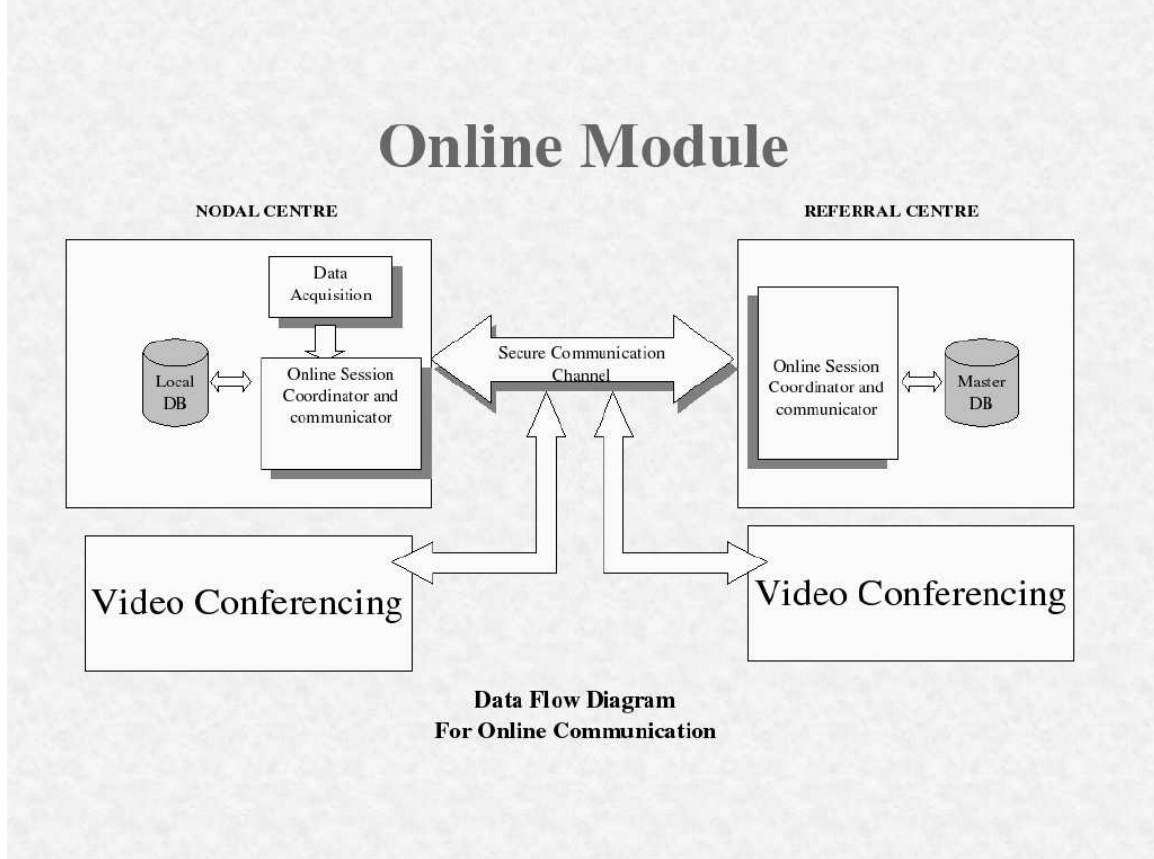 Online Module
NODAL CENTRE
REFERRAL CENTRE
Data
Acquisition
Local
DB
Online Session
Coordinator and
communicator
Secure Communication
Channel
Online Session
Coordinator and
communicator
Master
DB
Video Conferencing
Video Conferencing
Data Flow Diagram
For Online Communication